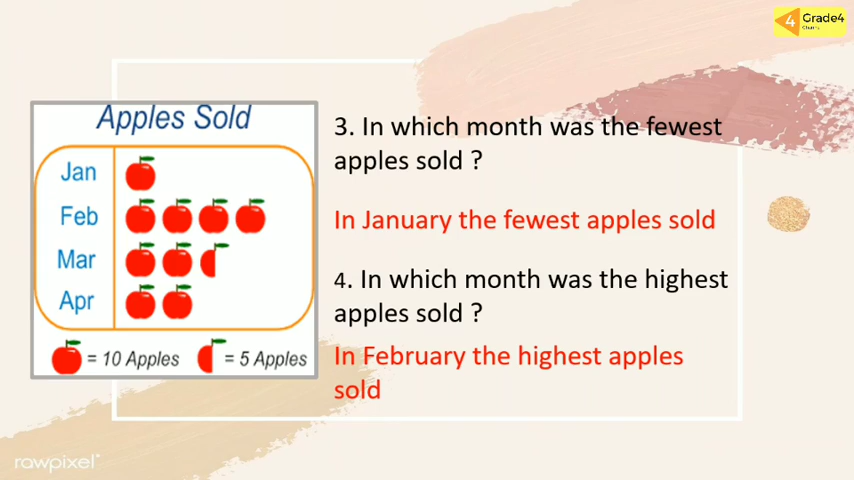 4 Grade4
Apples Sold
Jan
Feb
Mar
Apr
= 10 Apples = 5 Apples
3. In which month was the fewest
apples sold ?
In January the fewest apples sold
4. In which month was the highest
apples sold ?
In February the highest apples
sold
rawpixel